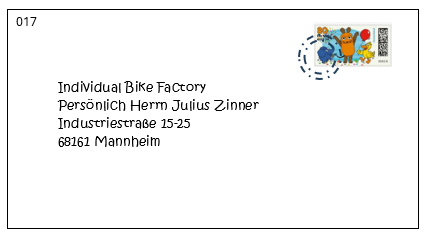 017
Individual Bike Factory
Persönlich Herrn Julius Zinner
Industriestraße 15-25
68161 Mannheim